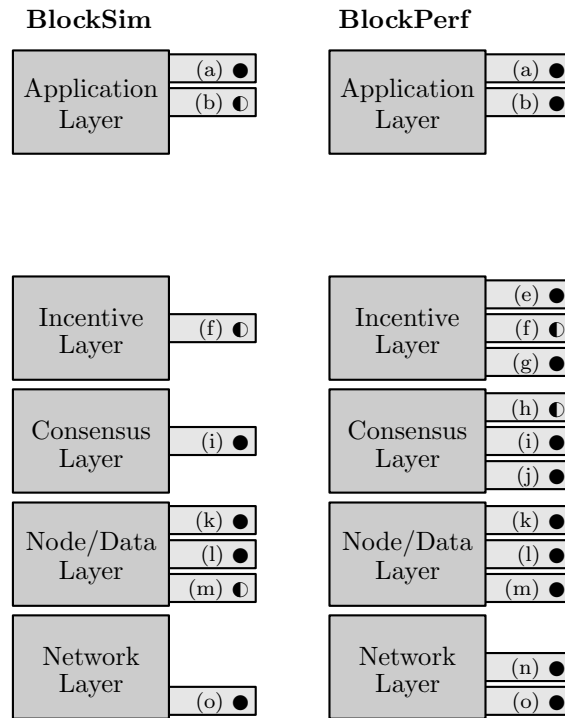 BlockSim
BlockPerf
Application
Layer
(a) ●
(b) ◐
Application
Layer
(a) ●
(b) ●
Incentive
Layer
(f) ◐
Incentive
Layer
(e) ●
(f) ◐
(g) ●
Consensus
Layer
(i) ●
Consensus
Layer
(h) ◐
(i) ●
(j) ●
Node/Data
Layer
(k) ●
(l) ●
(m) ◐
Node/Data
Layer
(k) ●
(l) ●
(m) ●
Network
Layer
(o) ●
Network
Layer
(n) ●
(o) ●